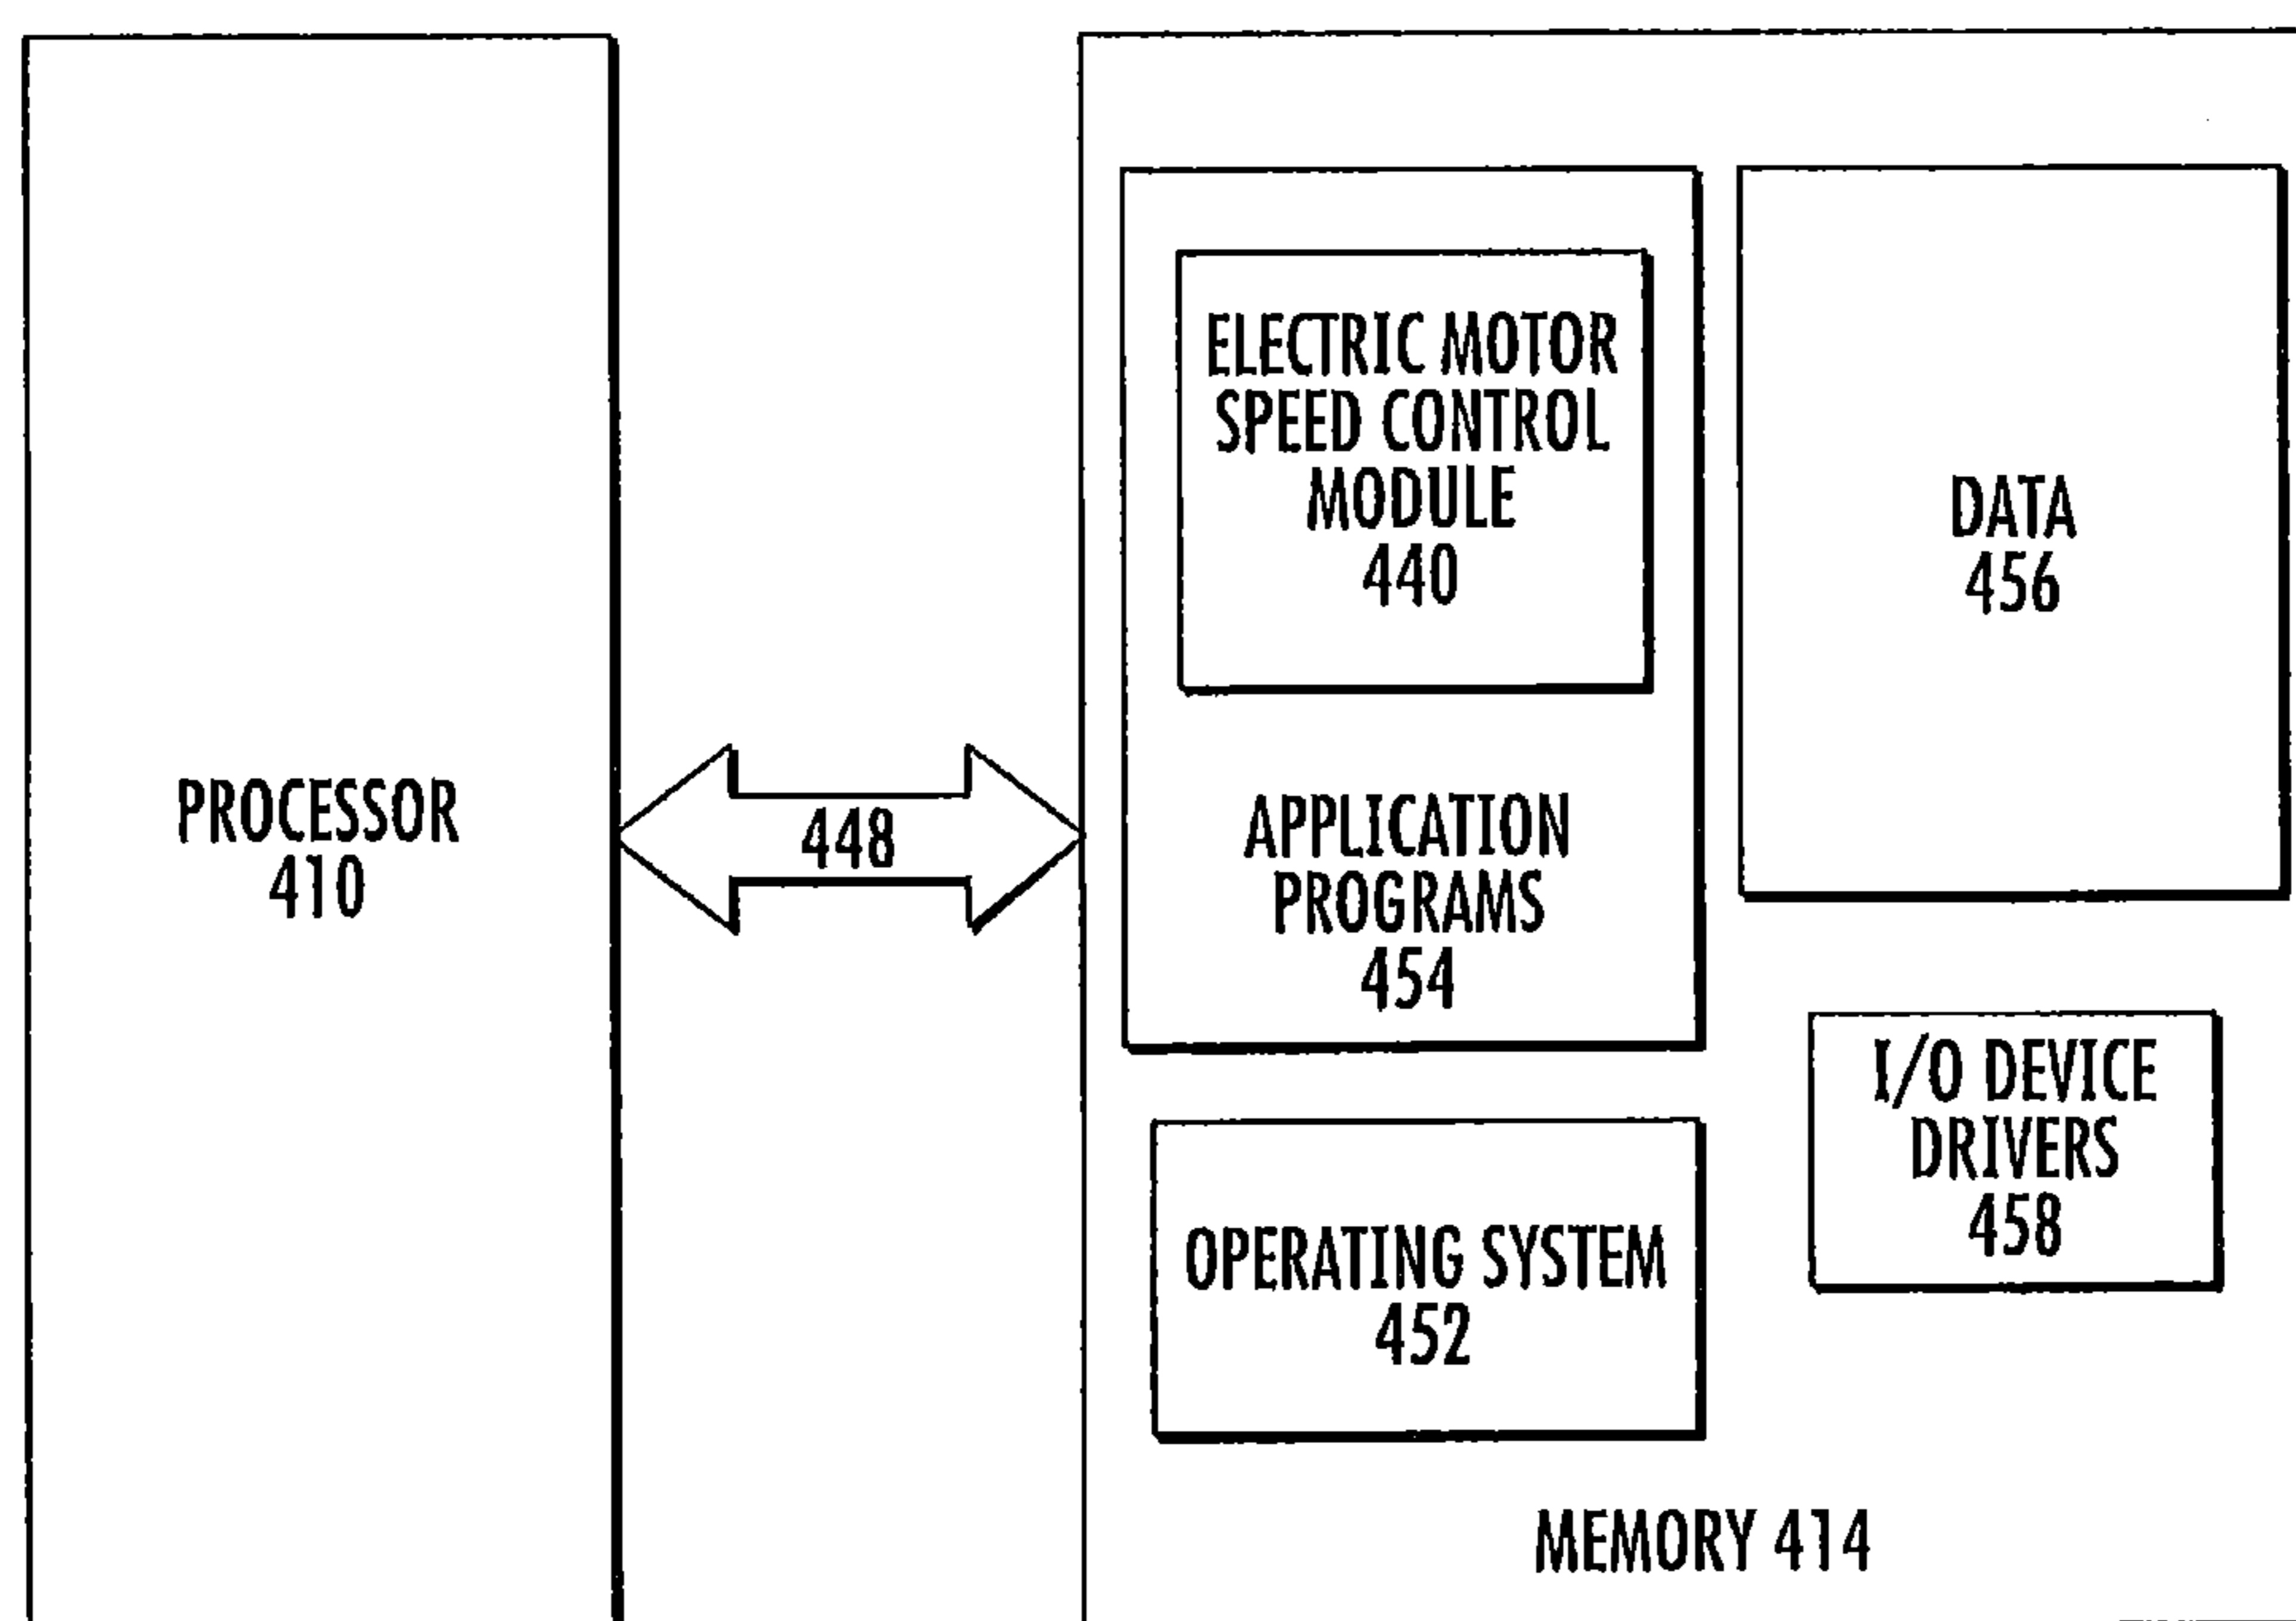 PROCESSOR
410
448
ELECTRIC MOTOR
SPEED CONTROL
MODULE
440
APPLICATION
PROGRAMS
454
DATA
456
I/O DEVICE
DRIVERS
458
OPERATING SYSTEM
452
MEMORY 414